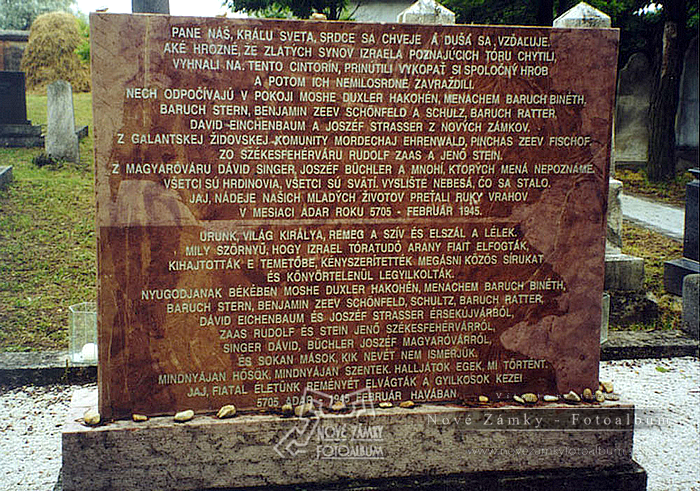 PANE NÁŠ, KRÁĽU SVETA, SRDCE SA CHVEJE A DUŠA SA VZĎAĽUJE.
AKÉ HROZNÉ, ŽE ZLATÝCH SYNOV IZRAELA POZNAJÚCICH TÓRU CHYTILI,
VYHNALI NA TENTO CINTORÍN, PRINÚTILI VYKOPAŤ SI SPOLOČNÝ HROB
A POTOM ICH NEMILOSRDNE ZAVRAŽDILI.
NECH ODPOČÍVAJÚ V POKOJI MOSHE DUXLER HAKOHÉN, MENACHEM BARUCH BINÉTH,
BARUCH STERN, BENJAMIN ZEEV SCHÖNFELD A SCHULZ, BARUCH RATTER,
DAVID EINCHENBAUM A JOSZÉF STRASSER Z NOVÝCH ZÁMKOV.
Z GALANTSKEJ ŽIDOVSKEJ KOMUNITY MORDECHAJ EHRENWALD, PINCHAS ZEEV FISCHOF.
ZO SZÉKESFEHÉRVÁRU RUDOLF ZAAS A JENŐ STEIN.
Z MAGYARÓVÁRU DÁVID SINGER, JOSZÉF BÜCHLER A MNOHÍ, KTORÝCH MENÁ NEPOZNÁME.
VŠETCI SÚ HRDINOVIA, VŠETCI SÚ SVÄTÍ. VYSLIŠTE NEBESÁ, ČO SA STALO.
JAJ, NÁDEJE NAŠICH MLADÝCH ŽIVOTOV PREŤALI RUKY VRAHOV
V MESIACI ADAR ROKU 5705 - FEBRUÁR 1945.
URUNK, VILÁG KIRÁLYA, REMEG A SZÍV ÉS ELSZÁL A LÉLEK.
MILY SZÖRNYŰ, HOGY IZRAEL TÓRATUDÓ ARANY FIAIT ELFOGTÁK,
KIHAJTOTTÁK E TEMETŐBE, KÉNYSZERÍTETTÉK MEGÁSNI KÖZÖS SÍRUKAT
ÉS KÖNYÖRTELENÜL LEGYILKOLTÁK.
NYUGODJANAK BÉKÉBEN MOSHE DUXLER HAKOHÉN, MENACHEM BARUCH BINÉTH,
BARUCH STERN, BENJAMIN ZEEV SCHÖNFELD, SCHULTZ, BARUCH RATTER,
DÁVID EICHENBAUM ÉS JOSZÉF STRASSER ÉRSEKÚJVÁRBÓL,
ZAAS RUDOLF ÉS STEIN JENŐ SZÉKESFEHÉRVÁRRÓL,
SINGER DÁVID, BÜCHLER JOSZÉF MAGYARÓVÁRRÓL,
ÉS SOKAN MÁSOK, KIK NEVÉT NEM ISMERJÜK.
MINDNYÁJAN HŐSÖK, MINDNYÁJAN SZENTEK. HALLJÁTOK EGEK, MI TÖRTÉNT.
JAJ, FIATAL ÉLETÜNK REMÉNYÉT ELVÁGTÁK A GYILKOSOK KEZEI
5705 ADAR - 1945 FEBRUÁR HAVÁBAN.
NOVÉ ZÁMKY
FOTOALBUM
Nové Zámky - Fotoalbum